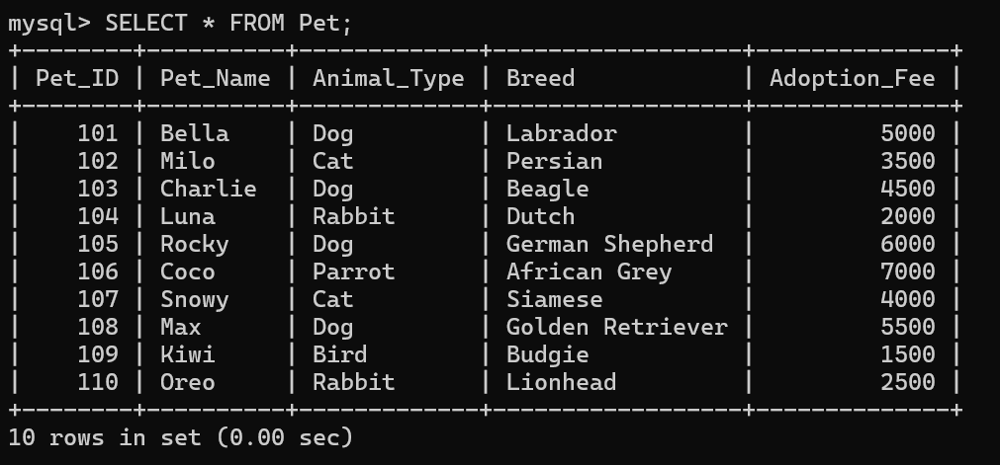 mysql> SELECT * FROM Pet;
+--------+----------+-------------+------------------+--------------+
| Pet_ID | Pet_Name | Animal_Type | Breed            | Adoption_Fee |
+--------+----------+-------------+------------------+--------------+
|    101 | Bella    | Dog         | Labrador         |         5000 |
|    102 | Milo     | Cat         | Persian          |         3500 |
|    103 | Charlie  | Dog         | Beagle           |         4500 |
|    104 | Luna     | Rabbit      | Dutch            |         2000 |
|    105 | Rocky    | Dog         | German Shepherd  |         6000 |
|    106 | Coco     | Parrot      | African Grey     |         7000 |
|    107 | Snowy    | Cat         | Siamese          |         4000 |
|    108 | Max      | Dog         | Golden Retriever |         5500 |
|    109 | Kiwi     | Bird        | Budgie           |         1500 |
|    110 | Oreo     | Rabbit      | Lionhead         |         2500 |
+--------+----------+-------------+------------------+--------------+
10 rows in set (0.00 sec)